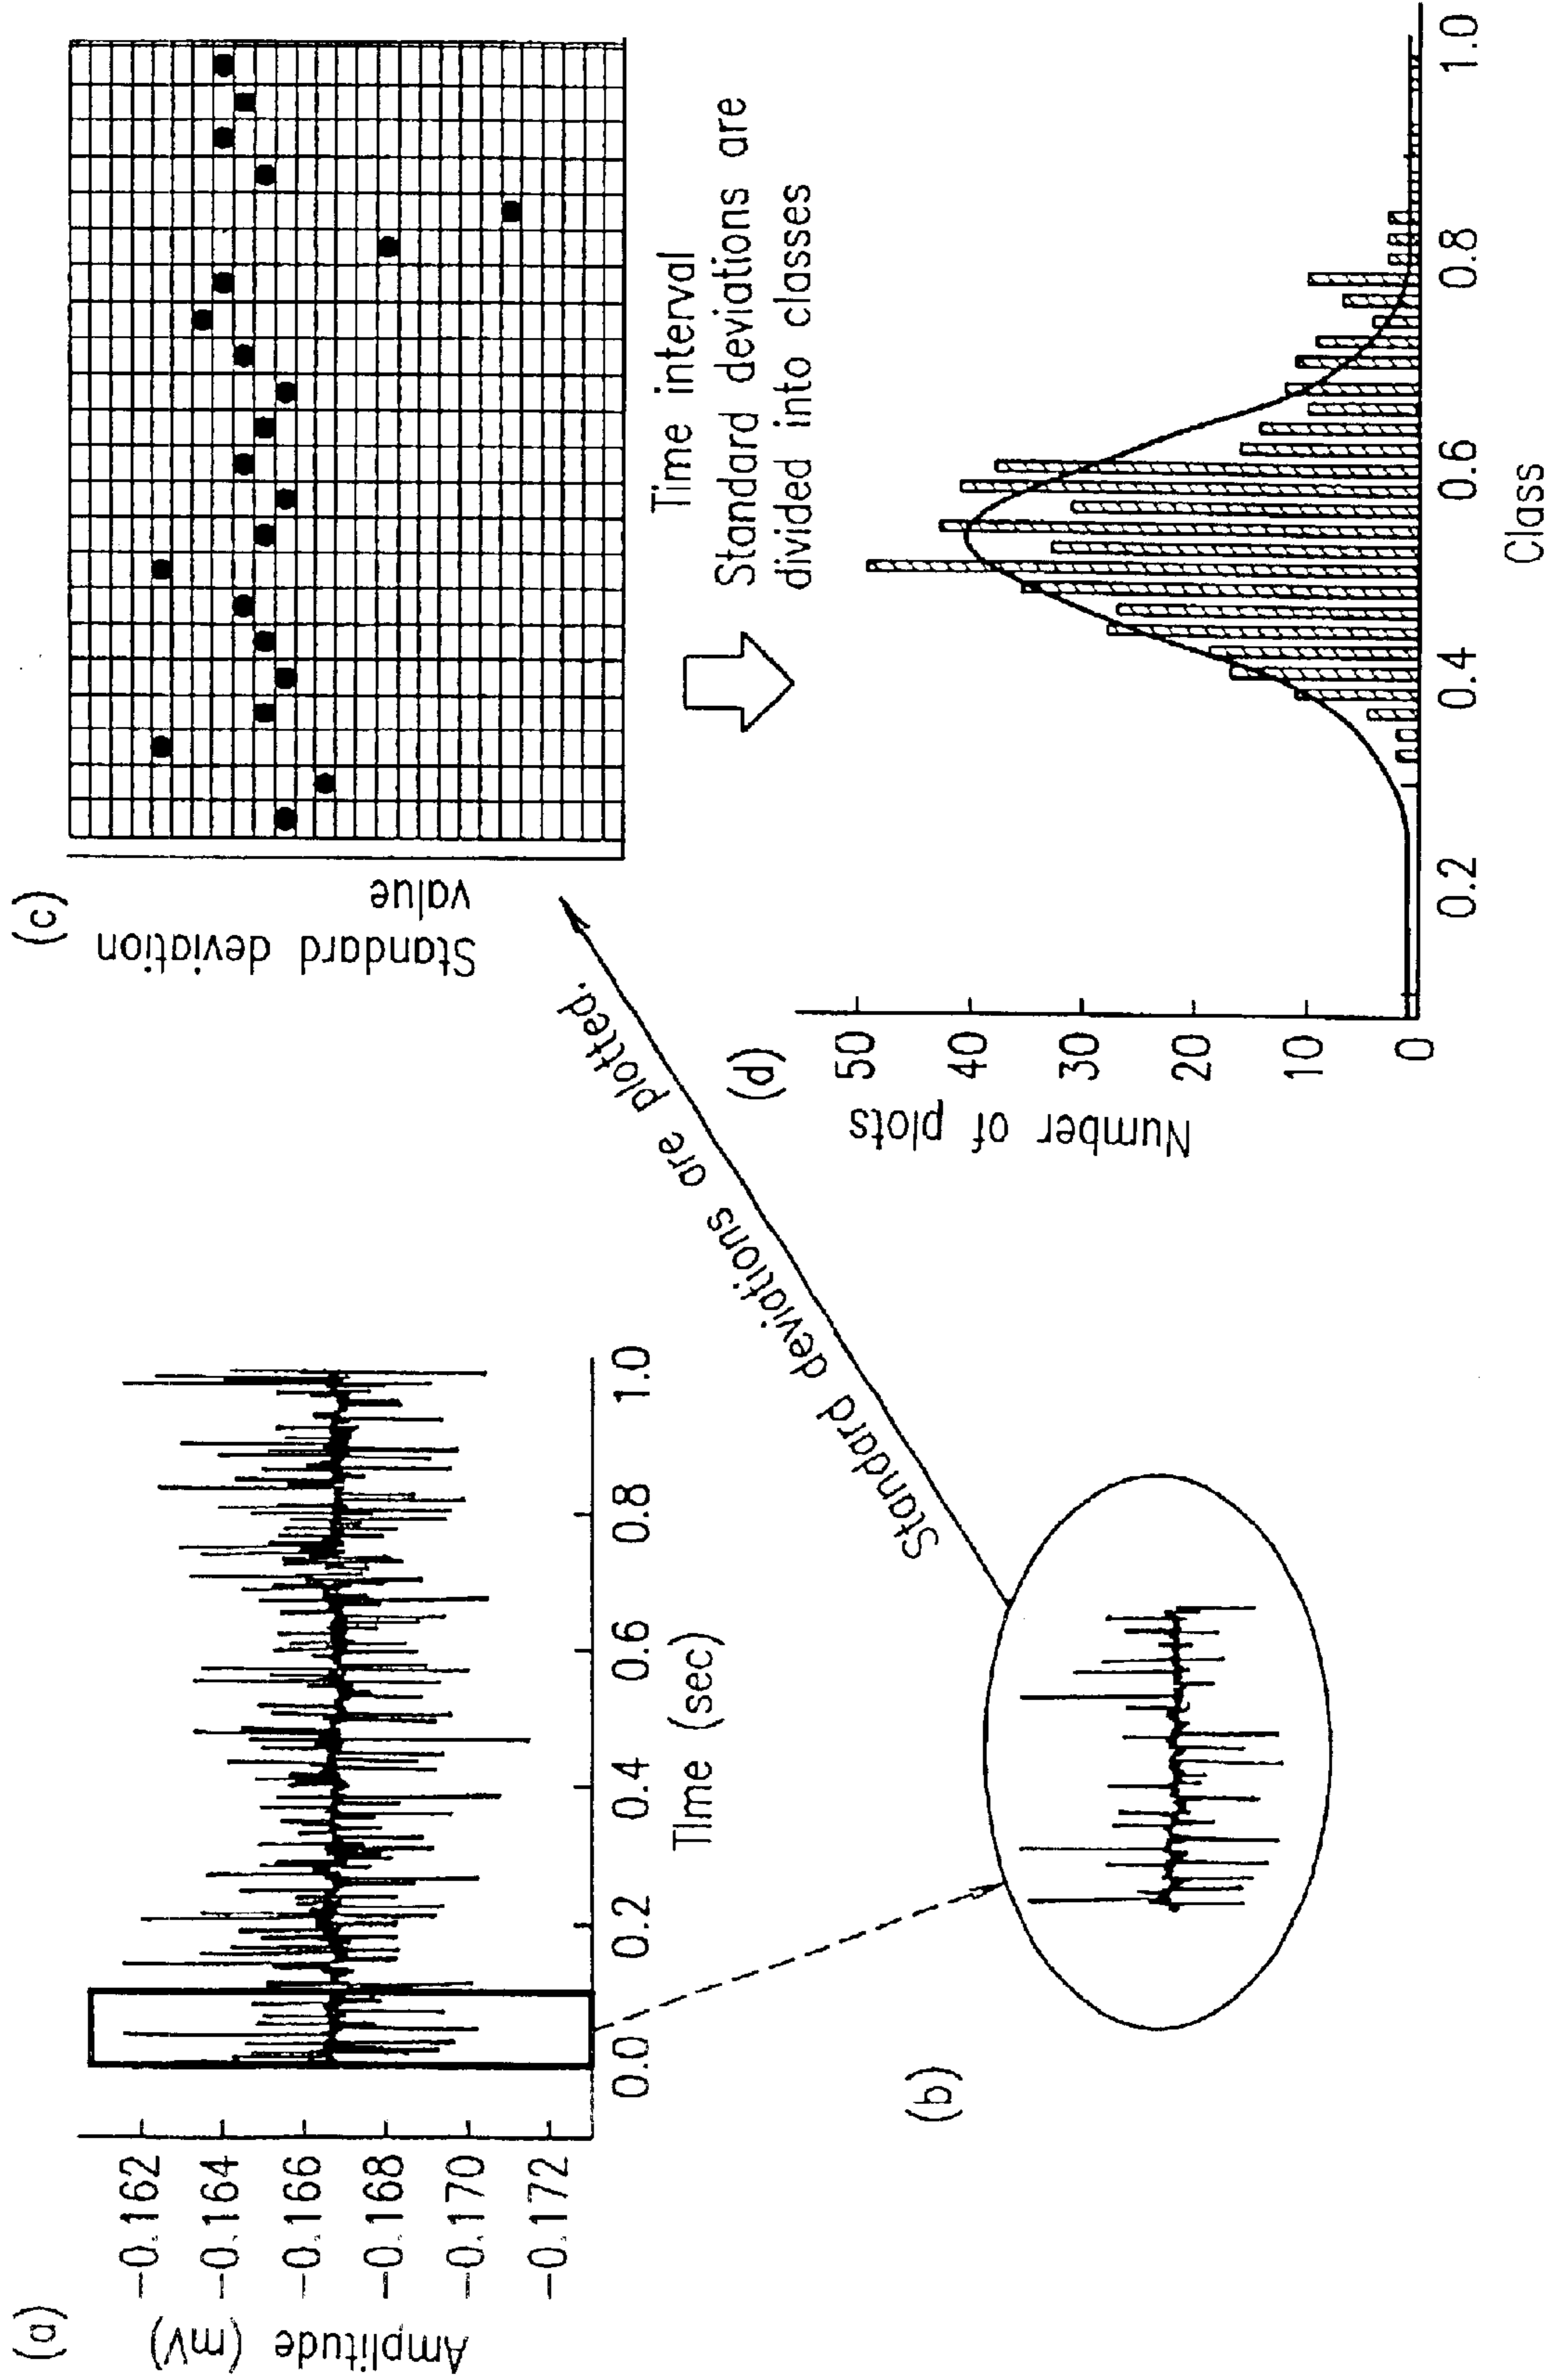 (a)
Amplitude (mV)
-0.162
-0.164
-0.166
-0.168
-0.170
-0.172
0.0 0.2 0.4 0.6 0.8 1.0
TIme (sec)
(b)
Standard deviations are plotted.
(c)
Standard deviation
value
Time interval
Standard deviations are
divided into classes
(d)
Number of plots
50
40
30
20
10
0
0.2 0.4 0.6 0.8 1.0
Class